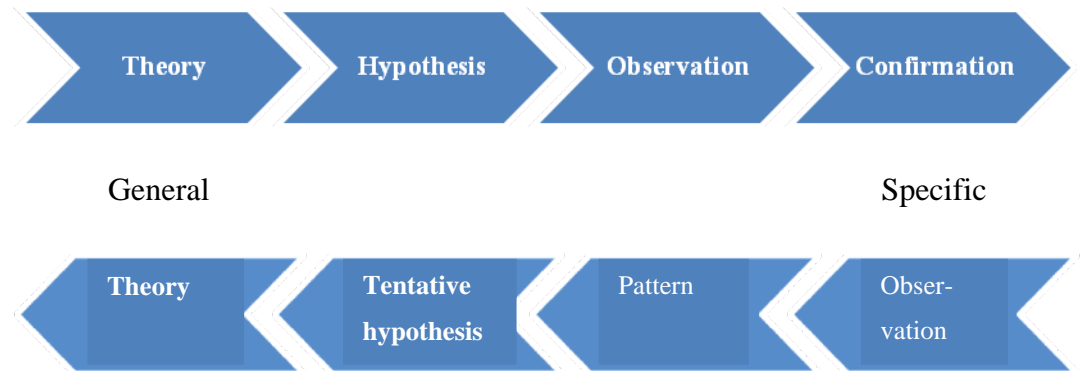 Theory
Hypothesis
Observation
Confirmation
General
Specific
Theory
Tentative
hypothesis
Pattern
Obser-
vation